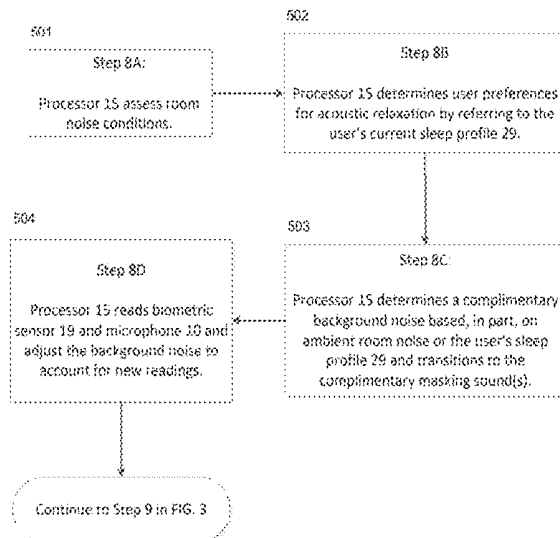 501
Step 8A:
Processor 15 assess room
noise conditions.
502
Step 8B
Processor 15 determines user preferences
for acoustic relaxation by referring to the
user's current sleep profile 29.
503
Step 8C:
Processor 15 determines a complimentary
background noise based, in part, on
ambient room noise or the user's sleep
profile 29 and transitions to the
complimentary masking sound(s).
504
Step 8D
Processor 15 reads biometric
sensor 19 and microphone 10 and
adjust the background noise to
account for new readings.
Continue to Step 9 in FIG. 3